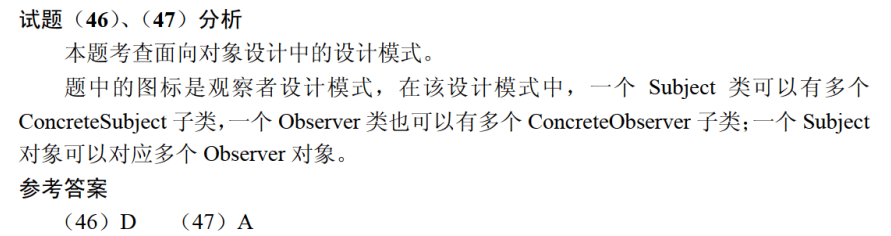 试题（46）、（47）分析
本题考查面向对象设计中的设计模式。
题中的图标是观察者设计模式，在该设计模式中，一个 Subject 类可以有多个
ConcreteSubject 子类，一个 Observer 类也可以有多个 ConcreteObserver 子类；一个 Subject
对象可以对应多个 Observer 对象。
参考答案
（46）D （47）A